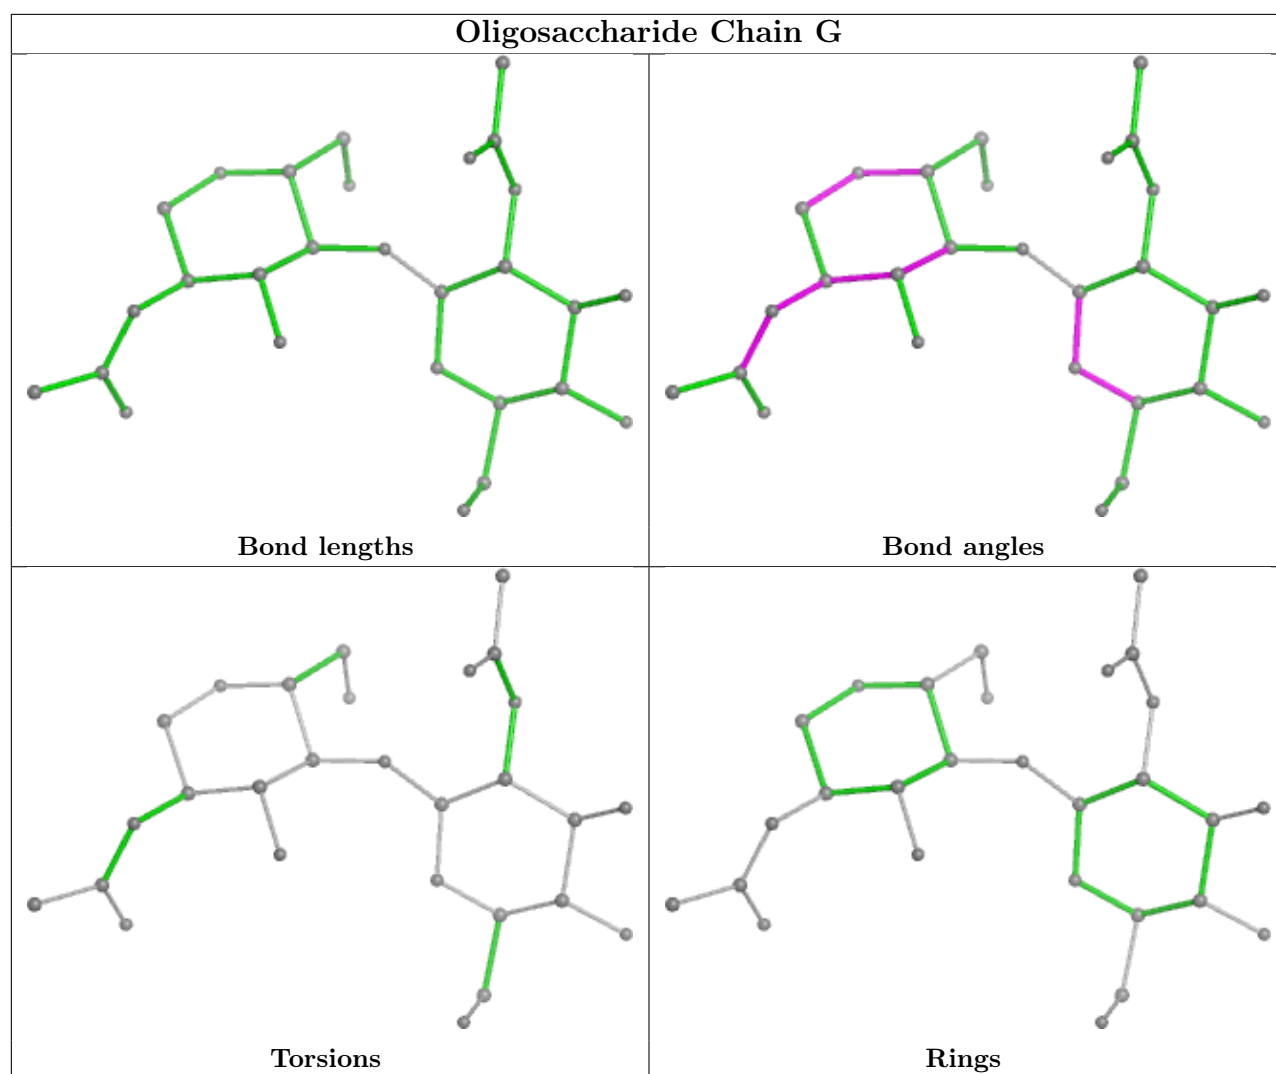 Oligosaccharide Chain G
Bond lengths
Bond angles
Torsions
Rings